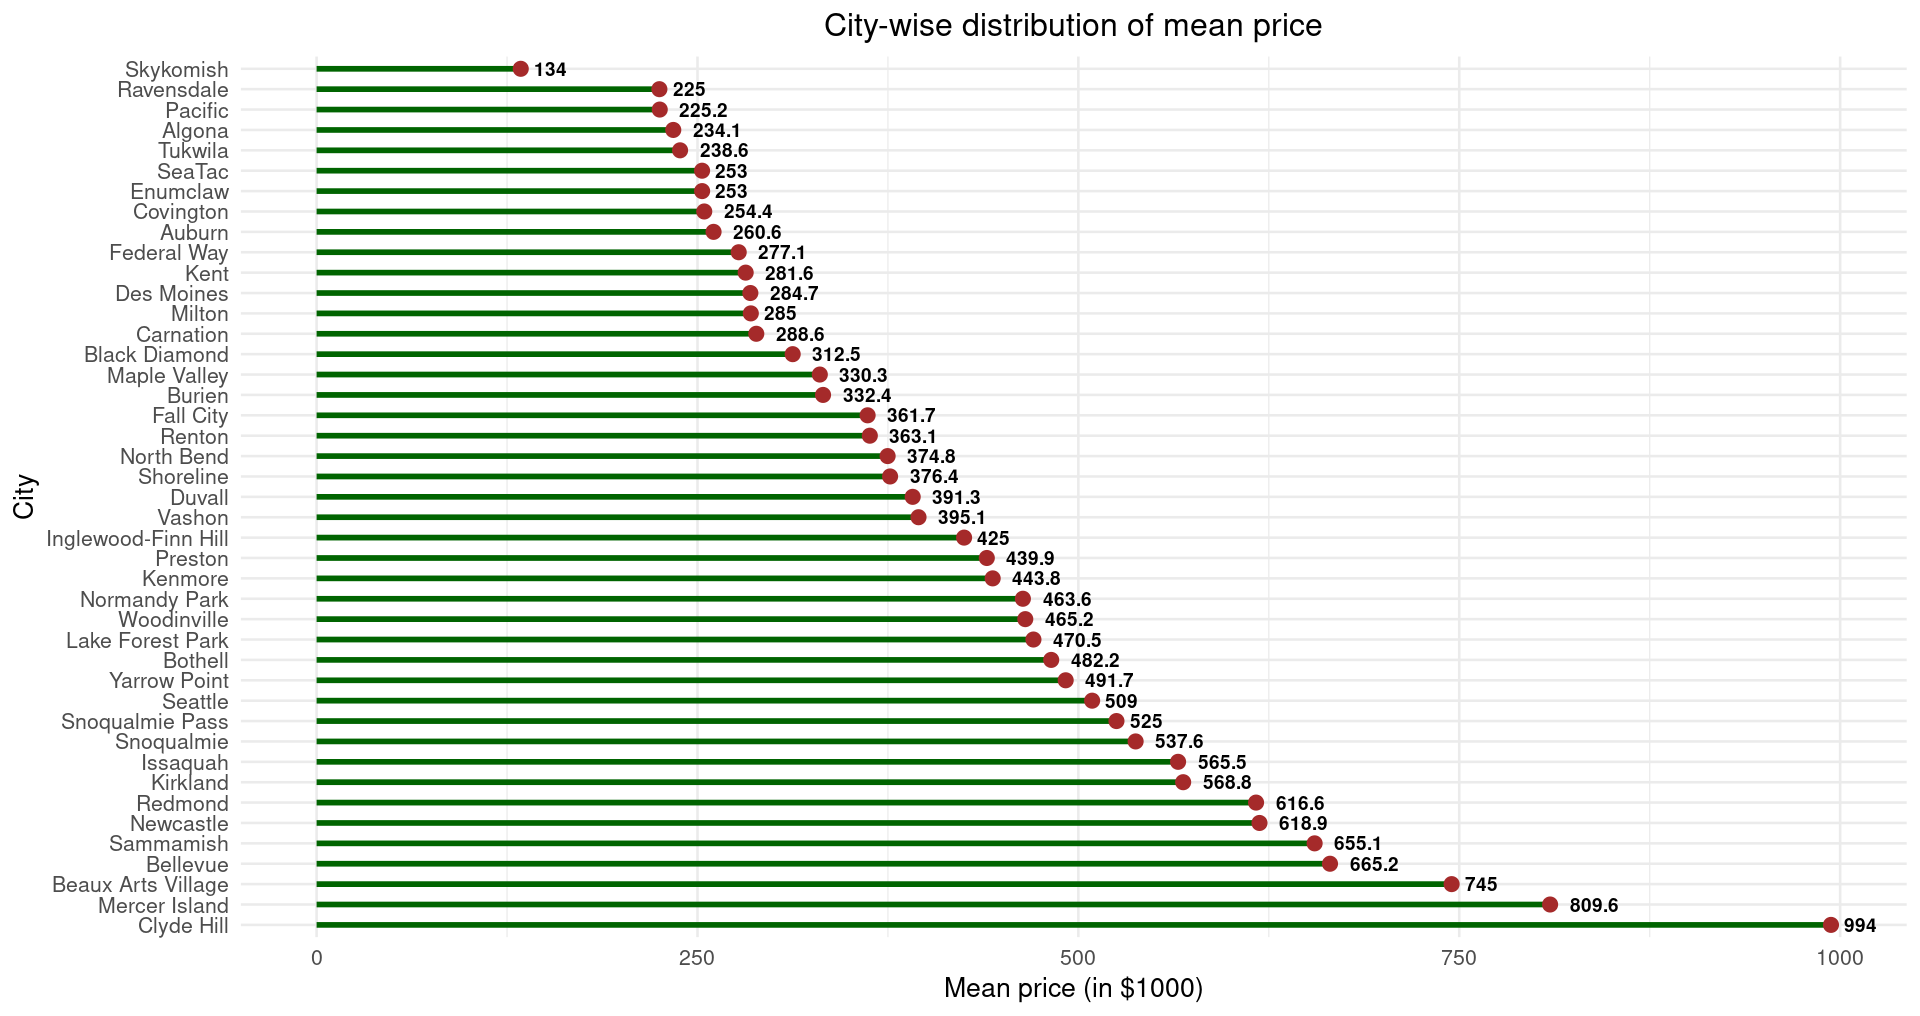 City-wise distribution of mean price
Skykomish 134
Ravensdale 225
Pacific 225.2
Algona 234.1
Tukwila 238.6
SeaTac 253
Enumclaw 253
Covington 254.4
Auburn 260.6
Federal Way 277.1
Kent 281.6
Des Moines 284.7
Milton 285
Carnation 288.6
Black Diamond 312.5
Maple Valley 330.3
Burien 332.4
Fall City 361.7
Renton 363.1
North Bend 374.8
Shoreline 376.4
Duvall 391.3
Vashon 395.1
Inglewood-Finn Hill 425
Preston 439.9
Kenmore 443.8
Normandy Park 463.6
Woodinville 465.2
Lake Forest Park 470.5
Bothell 482.2
Yarrow Point 491.7
Seattle 509
Snoqualmie Pass 525
Snoqualmie 537.6
Issaquah 565.5
Kirkland 568.8
Redmond 616.6
Newcastle 618.9
Sammamish 655.1
Bellevue 665.2
Beaux Arts Village 745
Mercer Island 809.6
Clyde Hill 994
City
0 250 500 750 1000
Mean price (in $1000)